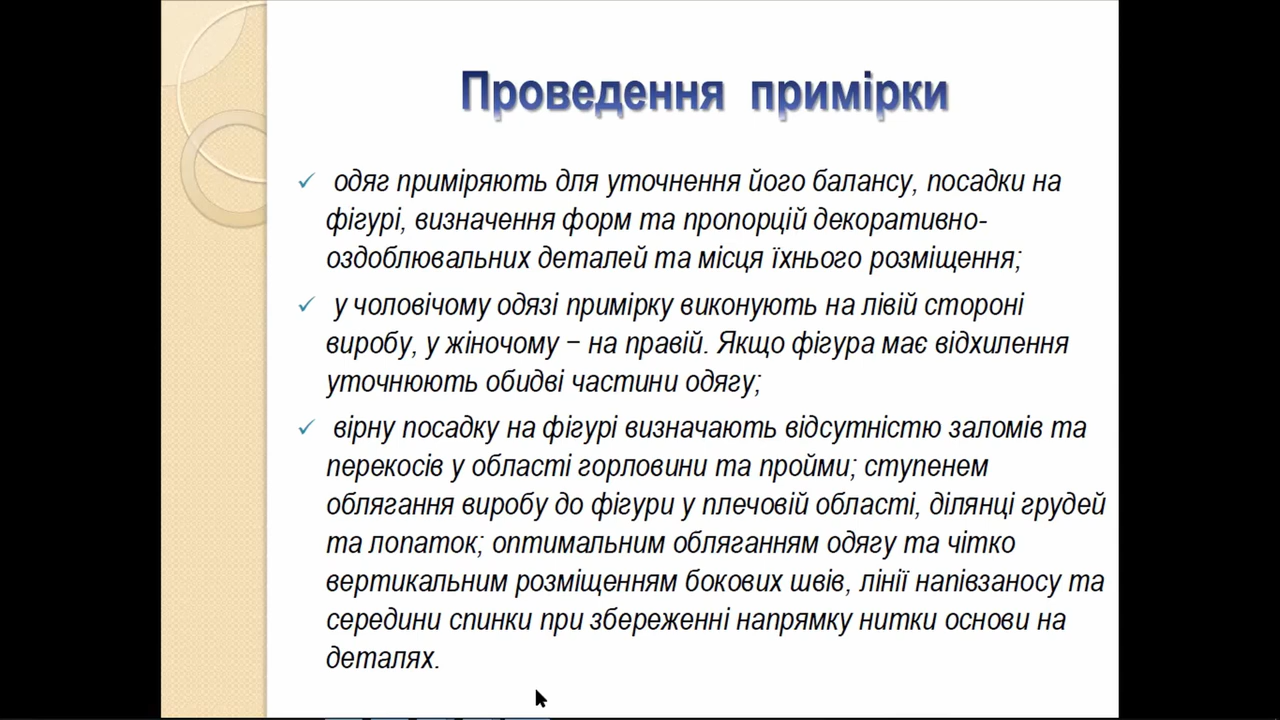 Проведення примірки
одяг приміряють для уточнення його балансу, посадки на
фігурі, визначення форм та пропорцій декоративно-
оздоблювальних деталей та місця їхнього розміщення;
у чоловічому одязі примірку виконують на лівій стороні
виробу, у жіночому – на правій. Якщо фігура має відхилення
уточнюють обидві частини одягу;
вірну посадку на фігурі визначають відсутністю заломів та
перекосів у області горловини та пройми; ступенем
облягання виробу до фігури у плечовій області, ділянці грудей
та лопаток; оптимальним обляганням одягу та чітко
вертикальним розміщенням бокових швів, лінії напівзаносу та
середини спинки при збереженні напрямку нитки основи на
деталях.